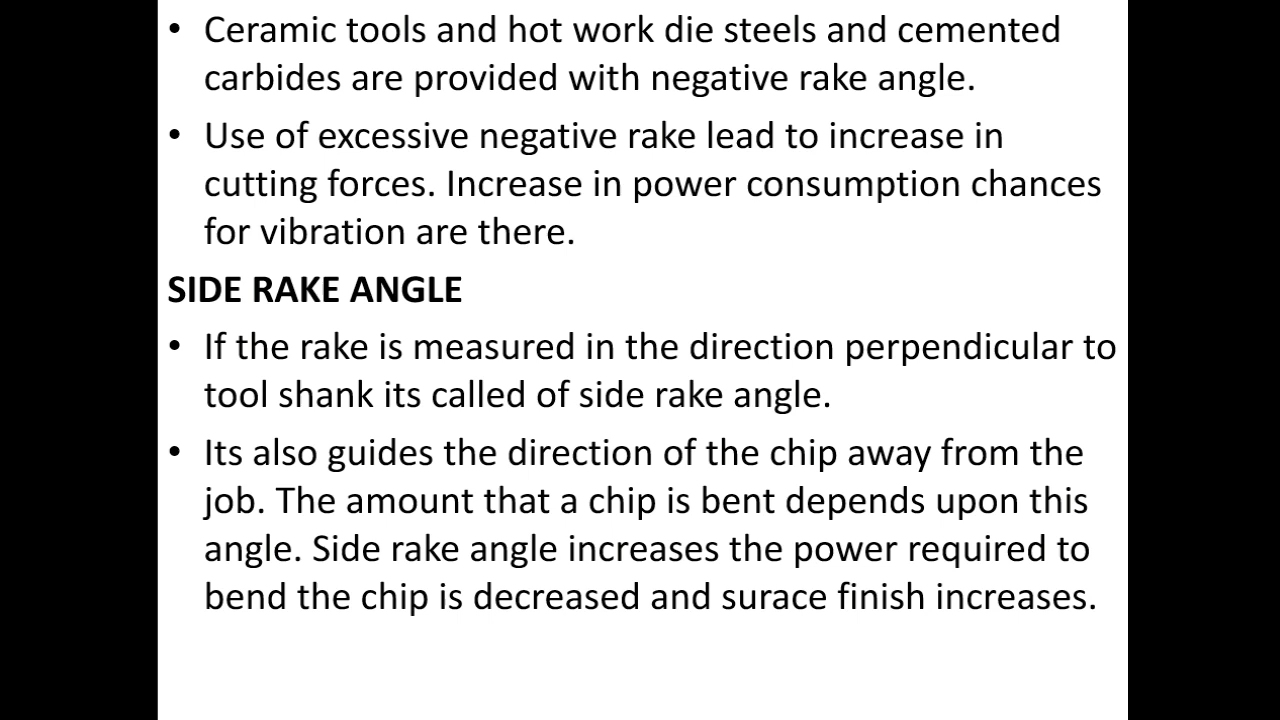 • Ceramic tools and hot work die steels and cemented
carbides are provided with negative rake angle.
• Use of excessive negative rake lead to increase in
cutting forces. Increase in power consumption chances
for vibration are there.
SIDE RAKE ANGLE
• If the rake is measured in the direction perpendicular to
tool shank its called of side rake angle.
• Its also guides the direction of the chip away from the
job. The amount that a chip is bent depends upon this
angle. Side rake angle increases the power required to
bend the chip is decreased and surace finish increases.